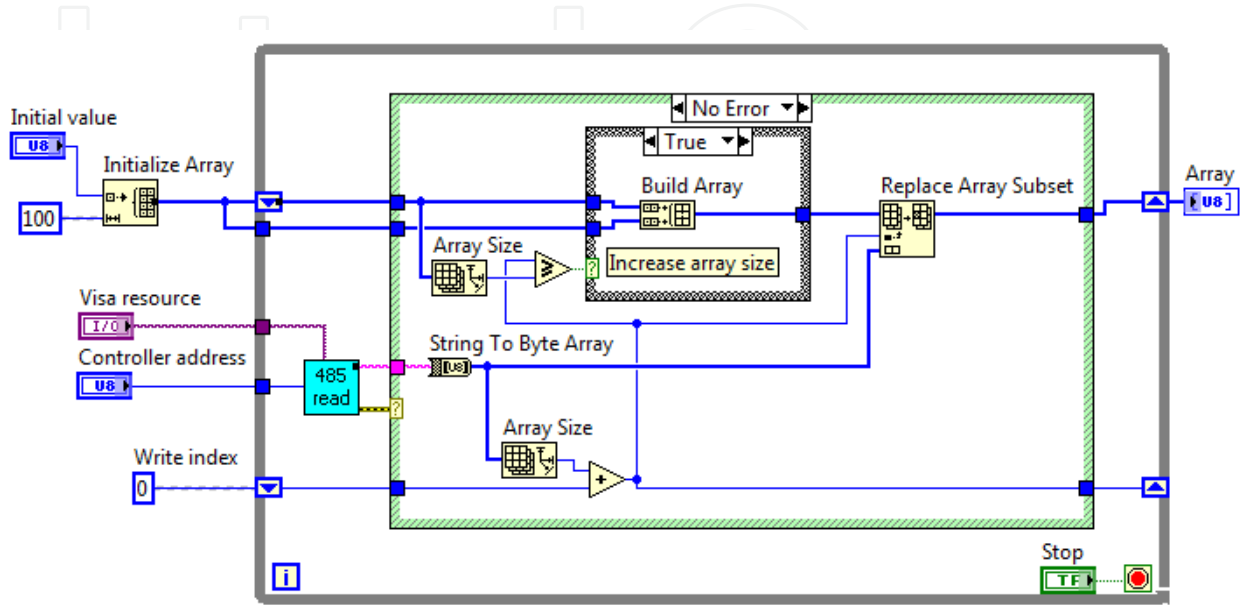 No Error
True
Initial value
U8
Initialize Array
100
Build Array
Replace Array Subset
Array
[U8]
Array Size
≥
?
Increase array size
Visa resource
I/O
Controller address
U8
485
read
?
String To Byte Array
[U8]
Array Size
+
Write index
0
i
Stop
TF